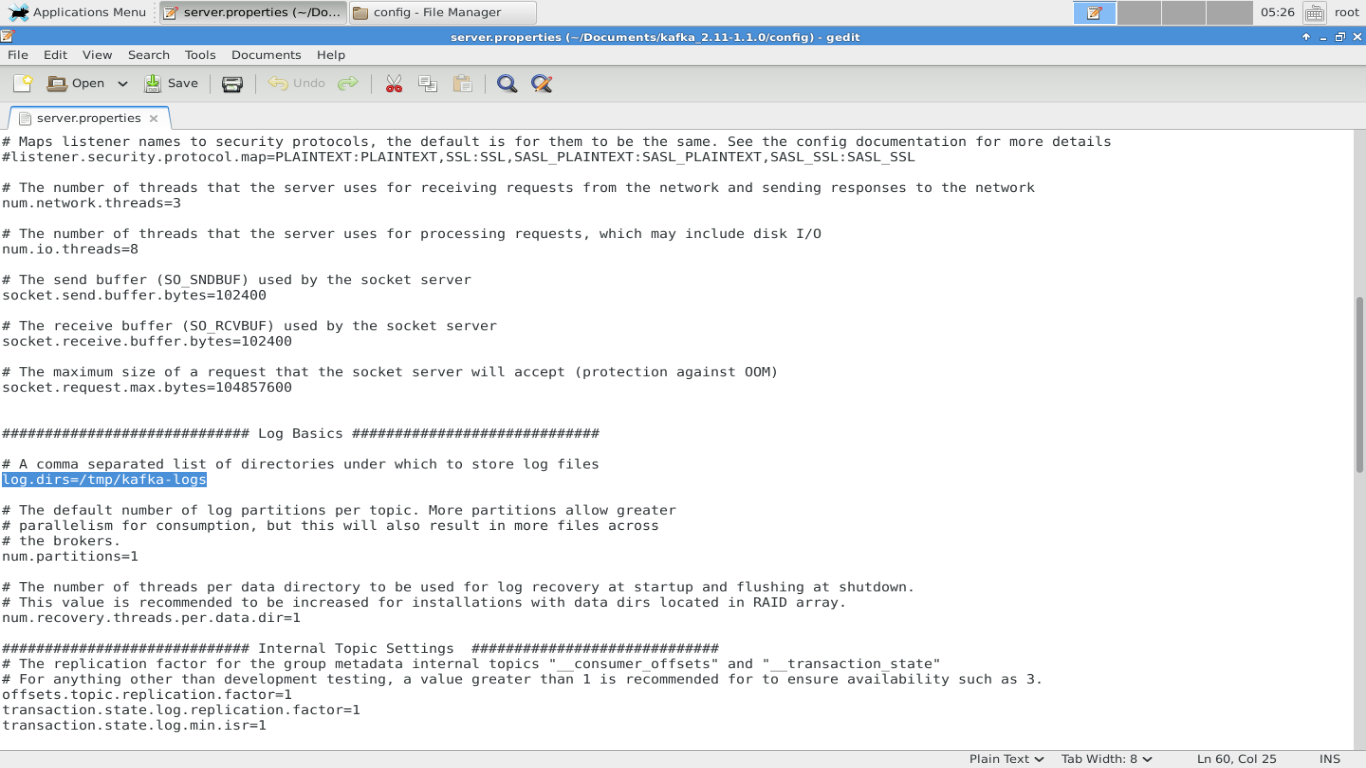 Applications Menu
server.properties (~/Do...
config - File Manager
05:26
root
server.properties (~/Documents/kafka_2.11-1.1.0/config) - gedit
File Edit View Search Tools Documents Help
Open Save Undo
server.properties
# Maps listener names to security protocols, the default is for them to be the same. See the config documentation for more details
#listener.security.protocol.map=PLAINTEXT:PLAINTEXT,SSL:SSL,SASL_PLAINTEXT:SASL_PLAINTEXT,SASL_SSL:SASL_SSL
# The number of threads that the server uses for receiving requests from the network and sending responses to the network
num.network.threads=3
# The number of threads that the server uses for processing requests, which may include disk I/O
num.io.threads=8
# The send buffer (SO_SNDBUF) used by the socket server
socket.send.buffer.bytes=102400
# The receive buffer (SO_RCVBUF) used by the socket server
socket.receive.buffer.bytes=102400
# The maximum size of a request that the socket server will accept (protection against OOM)
socket.request.max.bytes=104857600
############################# Log Basics #############################
# A comma separated list of directories under which to store log files
log.dirs=/tmp/kafka-logs
# The default number of log partitions per topic. More partitions allow greater
# parallelism for consumption, but this will also result in more files across
# the brokers.
num.partitions=1
# The number of threads per data directory to be used for log recovery at startup and flushing at shutdown.
# This value is recommended to be increased for installations with data dirs located in RAID array.
num.recovery.threads.per.data.dir=1
############################# Internal Topic Settings  #############################
# The replication factor for the group metadata internal topics "__consumer_offsets" and "__transaction_state"
# For anything other than development testing, a value greater than 1 is recommended for to ensure availability such as 3.
offsets.topic.replication.factor=1
transaction.state.log.replication.factor=1
transaction.state.log.min.isr=1
Plain Text Tab Width: 8 Ln 60, Col 25 INS